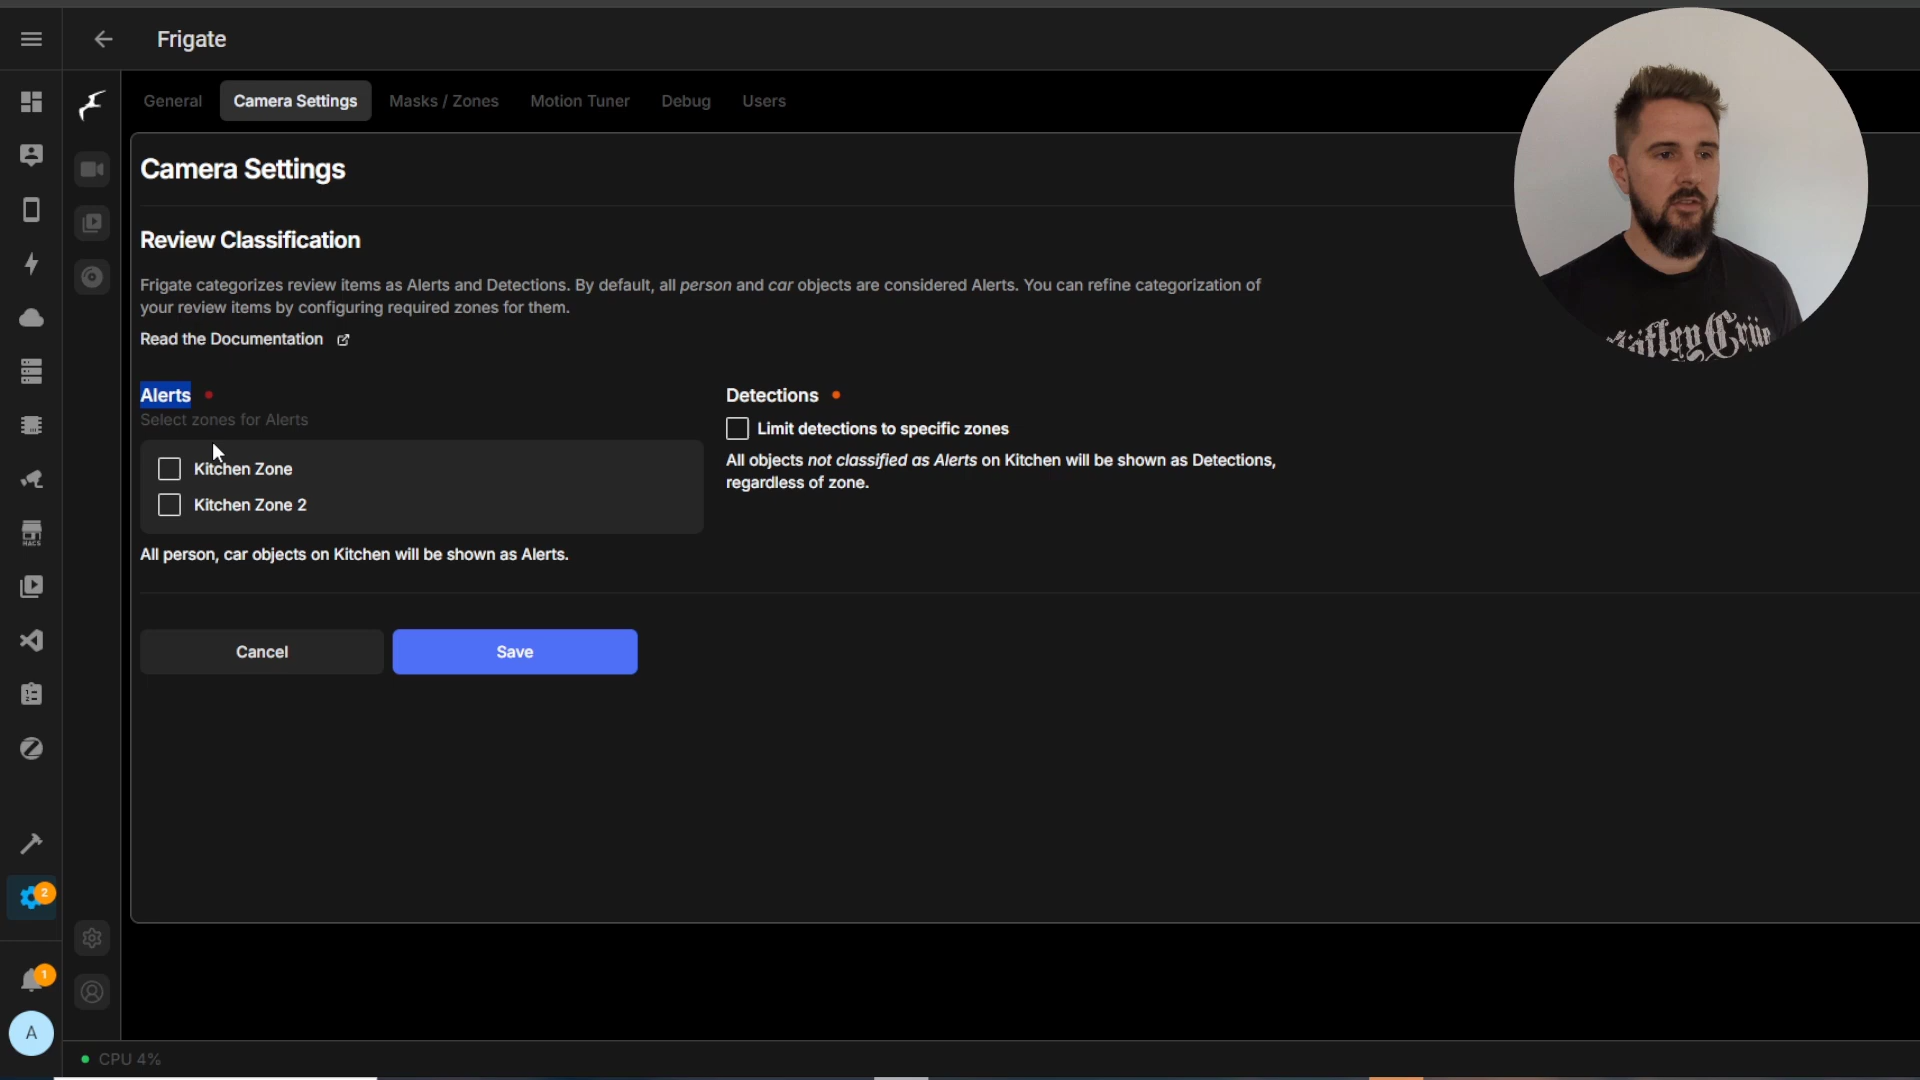 Frigate
General
Camera Settings
Masks / Zones
Motion Tuner
Debug
Users
Camera Settings
Review Classification
Frigate categorizes review items as Alerts and Detections. By default, all person and car objects are considered Alerts. You can refine categorization of
your review items by configuring required zones for them.
Read the Documentation
Alerts
Select zones for Alerts
Kitchen Zone
Kitchen Zone 2
All person, car objects on Kitchen will be shown as Alerts.
Detections
Limit detections to specific zones
All objects not classified as Alerts on Kitchen will be shown as Detections,
regardless of zone.
Cancel
Save
HACS
2
1
A
CPU 4%
Mötley Crüe